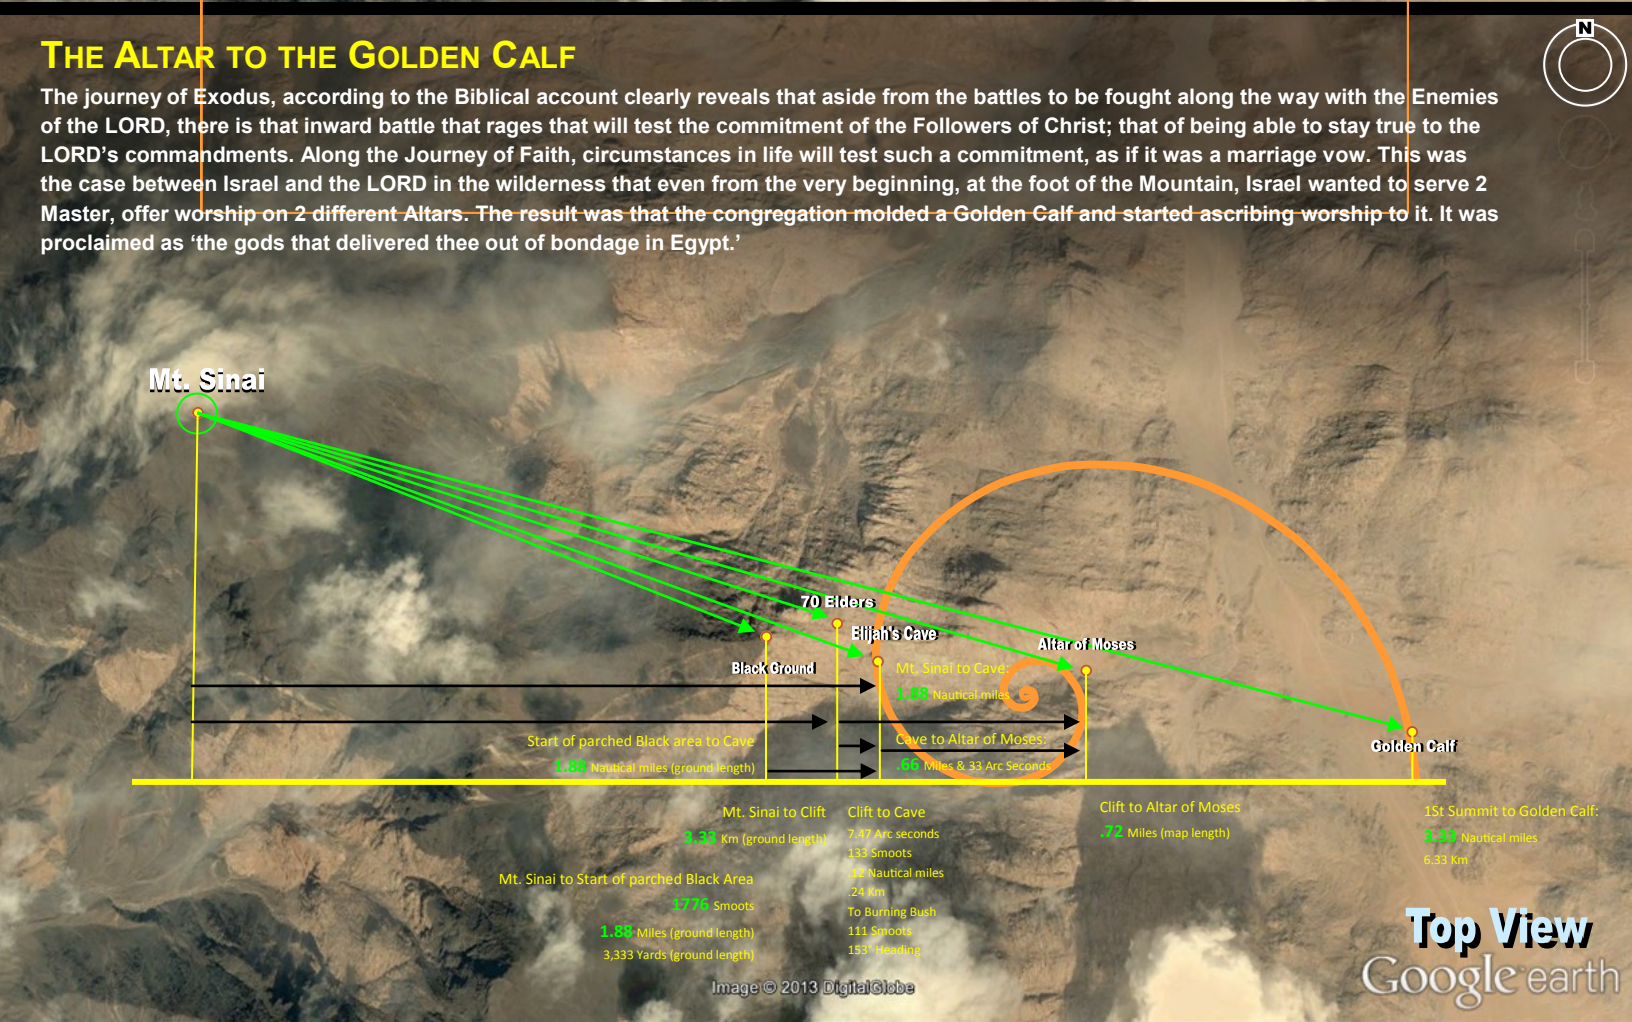 THE ALTAR TO THE GOLDEN CALF
The journey of Exodus, according to the Biblical account clearly reveals that aside from the battles to be fought along the way with the Enemies
of the LORD, there is that inward battle that rages that will test the commitment of the Followers of Christ; that of being able to stay true to the
LORD’s commandments. Along the Journey of Faith, circumstances in life will test such a commitment, as if it was a marriage vow. This was
the case between Israel and the LORD in the wilderness that even from the very beginning, at the foot of the Mountain, Israel wanted to serve 2
Master, offer worship on 2 different Altars. The result was that the congregation molded a Golden Calf and started ascribing worship to it. It was
proclaimed as ‘the gods that delivered thee out of bondage in Egypt.’
N
Mt. Sinai
70 Elders
Elijah's Cave
Altar of Moses
Black Ground
Mt. Sinai to Cave:
1.88 Nautical miles
Golden Calf
Start of parched Black area to Cave
1.88 Nautical miles (ground length)
Cave to Altar of Moses:
.66 Miles & 33 Arc Seconds
Mt. Sinai to Clift
3.33 Km (ground length)
Mt. Sinai to Start of parched Black Area
1776 Smoots
1.88 Miles (ground length)
3,333 Yards (ground length)
Clift to Cave
7.47 Arc seconds
133 Smoots
.12 Nautical miles
.24 Km
To Burning Bush
111 Smoots
153° Heading
Clift to Altar of Moses
.72 Miles (map length)
1St Summit to Golden Calf:
3.33 Nautical miles
6.33 Km
Top View
Google earth
Image © 2013 DigitalGlobe